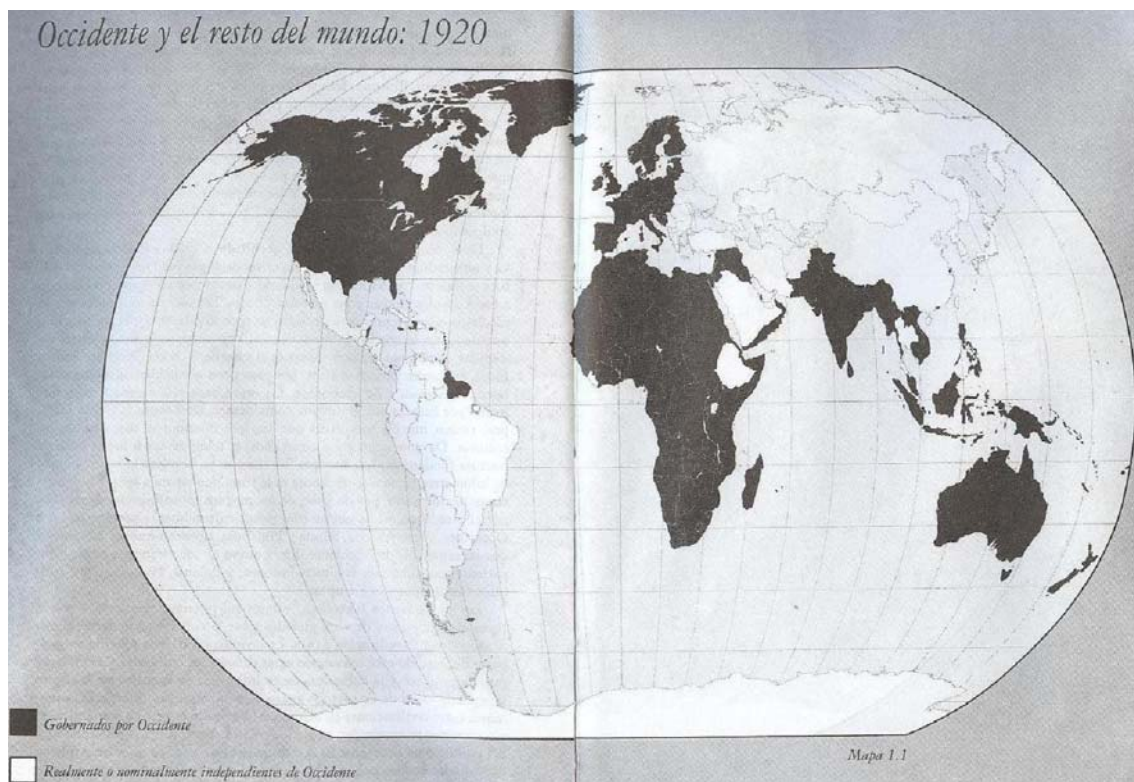 Occidente y el resto del mundo: 1920
Gobernados por Occidente
Realmente o nominalmente independientes de Occidente
Mapa 1.1